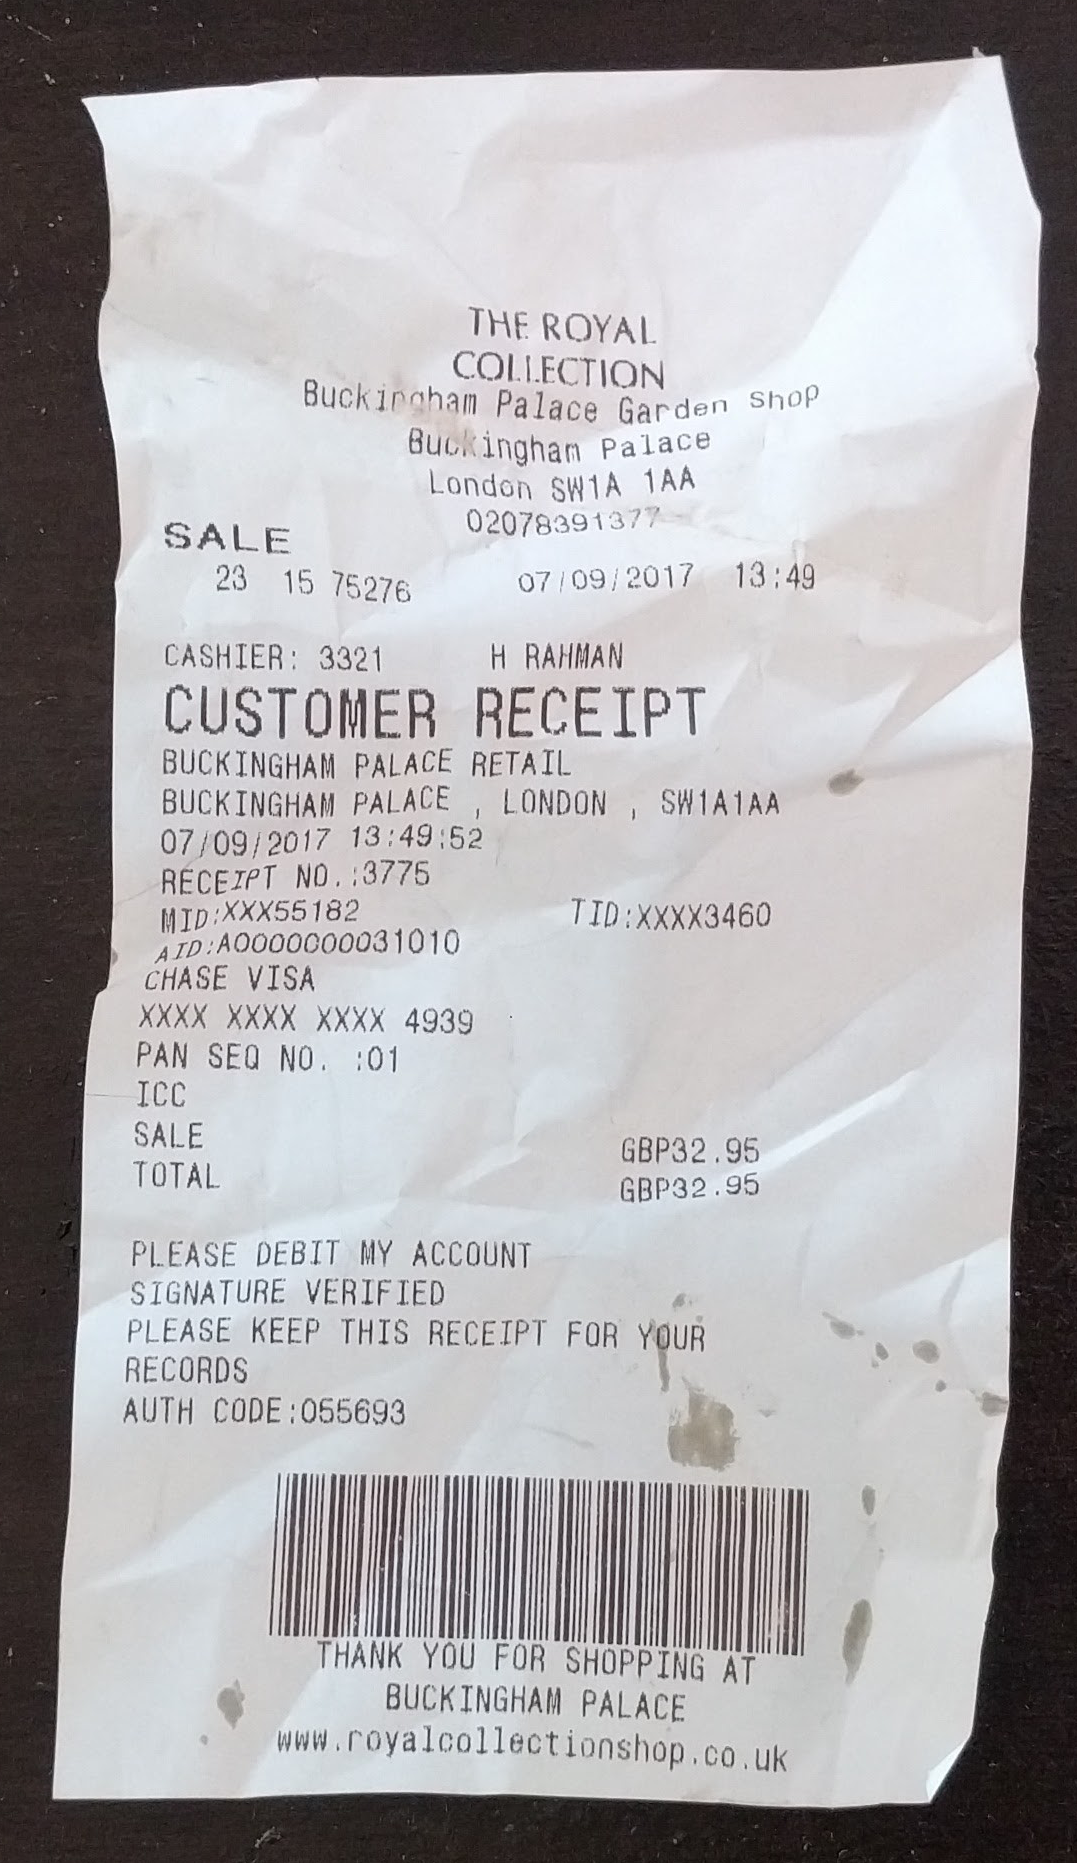 THE ROYAL
COLLECTION
Buckingham Palace Garden Shop
Buckingham Palace
London SW1A 1AA
02078391377
SALE
23 15 75276 07/09/2017 13:49
CASHIER: 3321 H RAHMAN
CUSTOMER RECEIPT
BUCKINGHAM PALACE RETAIL
BUCKINGHAM PALACE , LONDON , SW1A1AA
07/09/2017 13:49:52
RECEIPT NO.:3775
MID:XXX55182 TID:XXXX3460
AID:A0000000031010
CHASE VISA
XXXX XXXX XXXX 4939
PAN SEQ NO. :01
ICC
SALE GBP32.95
TOTAL GBP32.95
PLEASE DEBIT MY ACCOUNT
SIGNATURE VERIFIED
PLEASE KEEP THIS RECEIPT FOR YOUR
RECORDS
AUTH CODE:055693
THANK YOU FOR SHOPPING AT
BUCKINGHAM PALACE
www.royalcollectionshop.co.uk